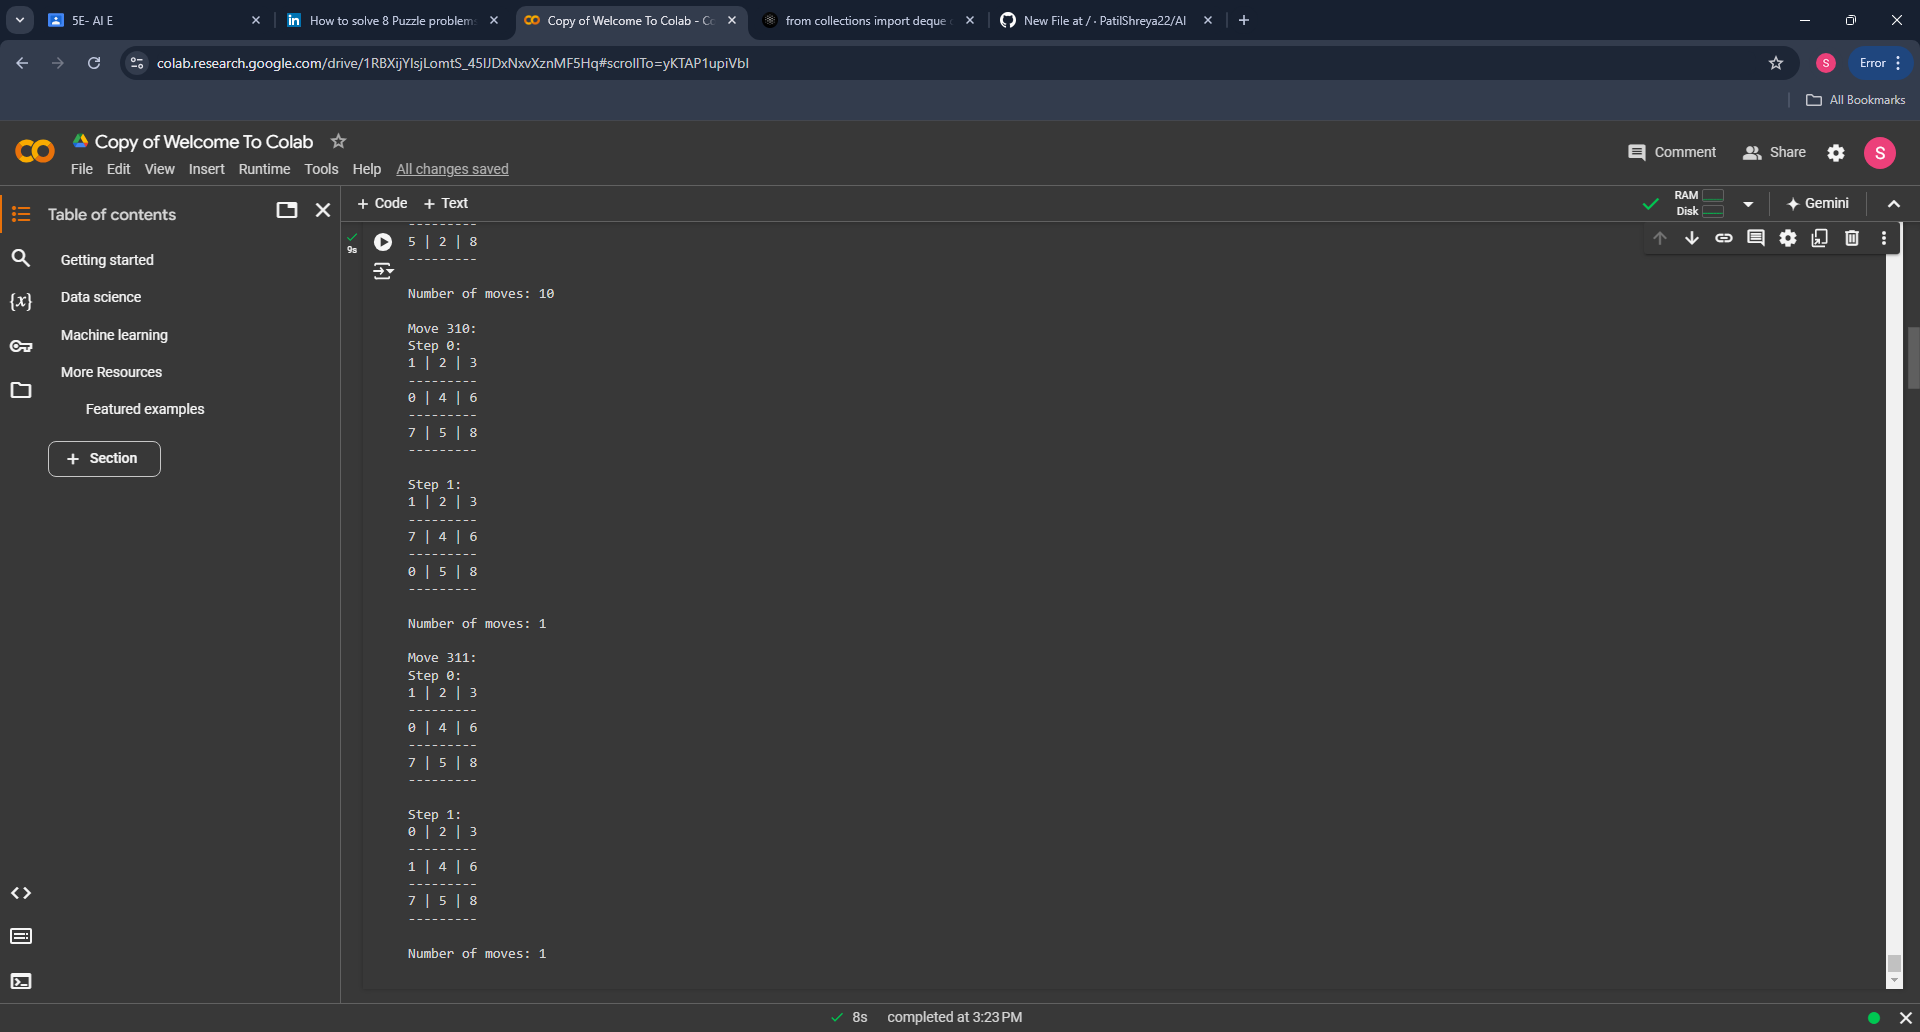 5E- AI E
How to solve 8 Puzzle problem
Copy of Welcome To Colab - Co
from collections import deque
New File at / · PatilShreya22/AI
colab.research.google.com/drive/1RBXijYIsjLomtS_45IJDxNxvXznMF5Hq#scrollTo=yKTAP1upiVbI
S
Error
All Bookmarks
Copy of Welcome To Colab
File Edit View Insert Runtime Tools Help All changes saved
Comment
Share
S
Table of contents
+ Code + Text
RAM
Disk
Gemini
Getting started
Data science
Machine learning
More Resources
Featured examples
+ Section
9s
---------
5 | 2 | 8
---------
Number of moves: 10
Move 310:
Step 0:
1 | 2 | 3
---------
0 | 4 | 6
---------
7 | 5 | 8
---------
Step 1:
1 | 2 | 3
---------
7 | 4 | 6
---------
0 | 5 | 8
---------
Number of moves: 1
Move 311:
Step 0:
1 | 2 | 3
---------
0 | 4 | 6
---------
7 | 5 | 8
---------
Step 1:
0 | 2 | 3
---------
1 | 4 | 6
---------
7 | 5 | 8
---------
Number of moves: 1
8s completed at 3:23 PM